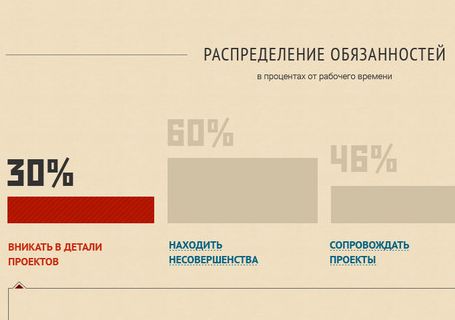 РАСПРЕДЕЛЕНИЕ ОБЯЗАННОСТЕЙ
в процентах от рабочего времени
30%
60%
46%
ВНИКАТЬ В ДЕТАЛИ
ПРОЕКТОВ
НАХОДИТЬ
НЕСОВЕРШЕНСТВА
СОПРОВОЖДАТЬ
ПРОЕКТЫ